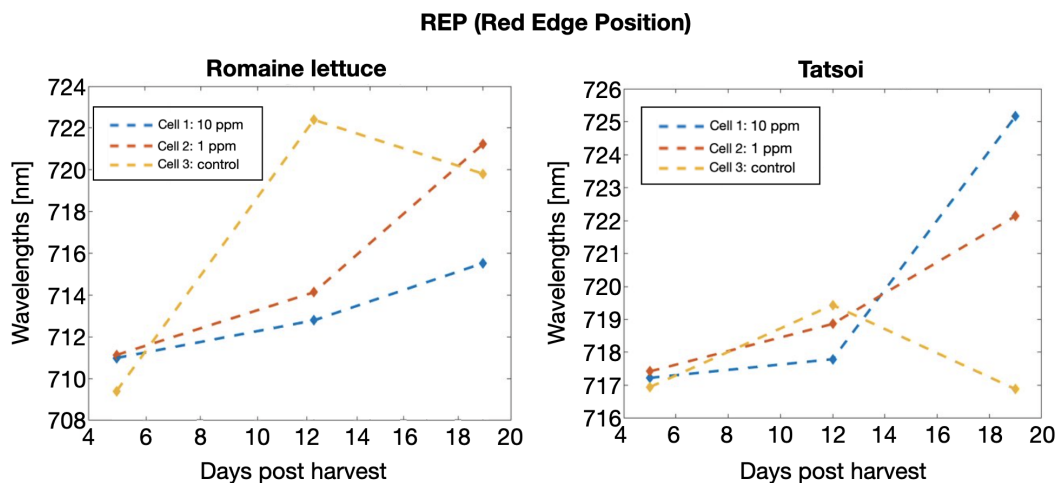 REP (Red Edge Position)
Romaine lettuce
724
722
720
718
716
714
712
710
708
Wavelengths [nm]
Cell 1: 10 ppm
Cell 2: 1 ppm
Cell 3: control
4 6 8 10 12 14 16 18 20
Days post harvest
Tatsoi
726
725
724
723
722
721
720
719
718
717
716
Wavelengths [nm]
Cell 1: 10 ppm
Cell 2: 1 ppm
Cell 3: control
4 6 8 10 12 14 16 18 20
Days post harvest